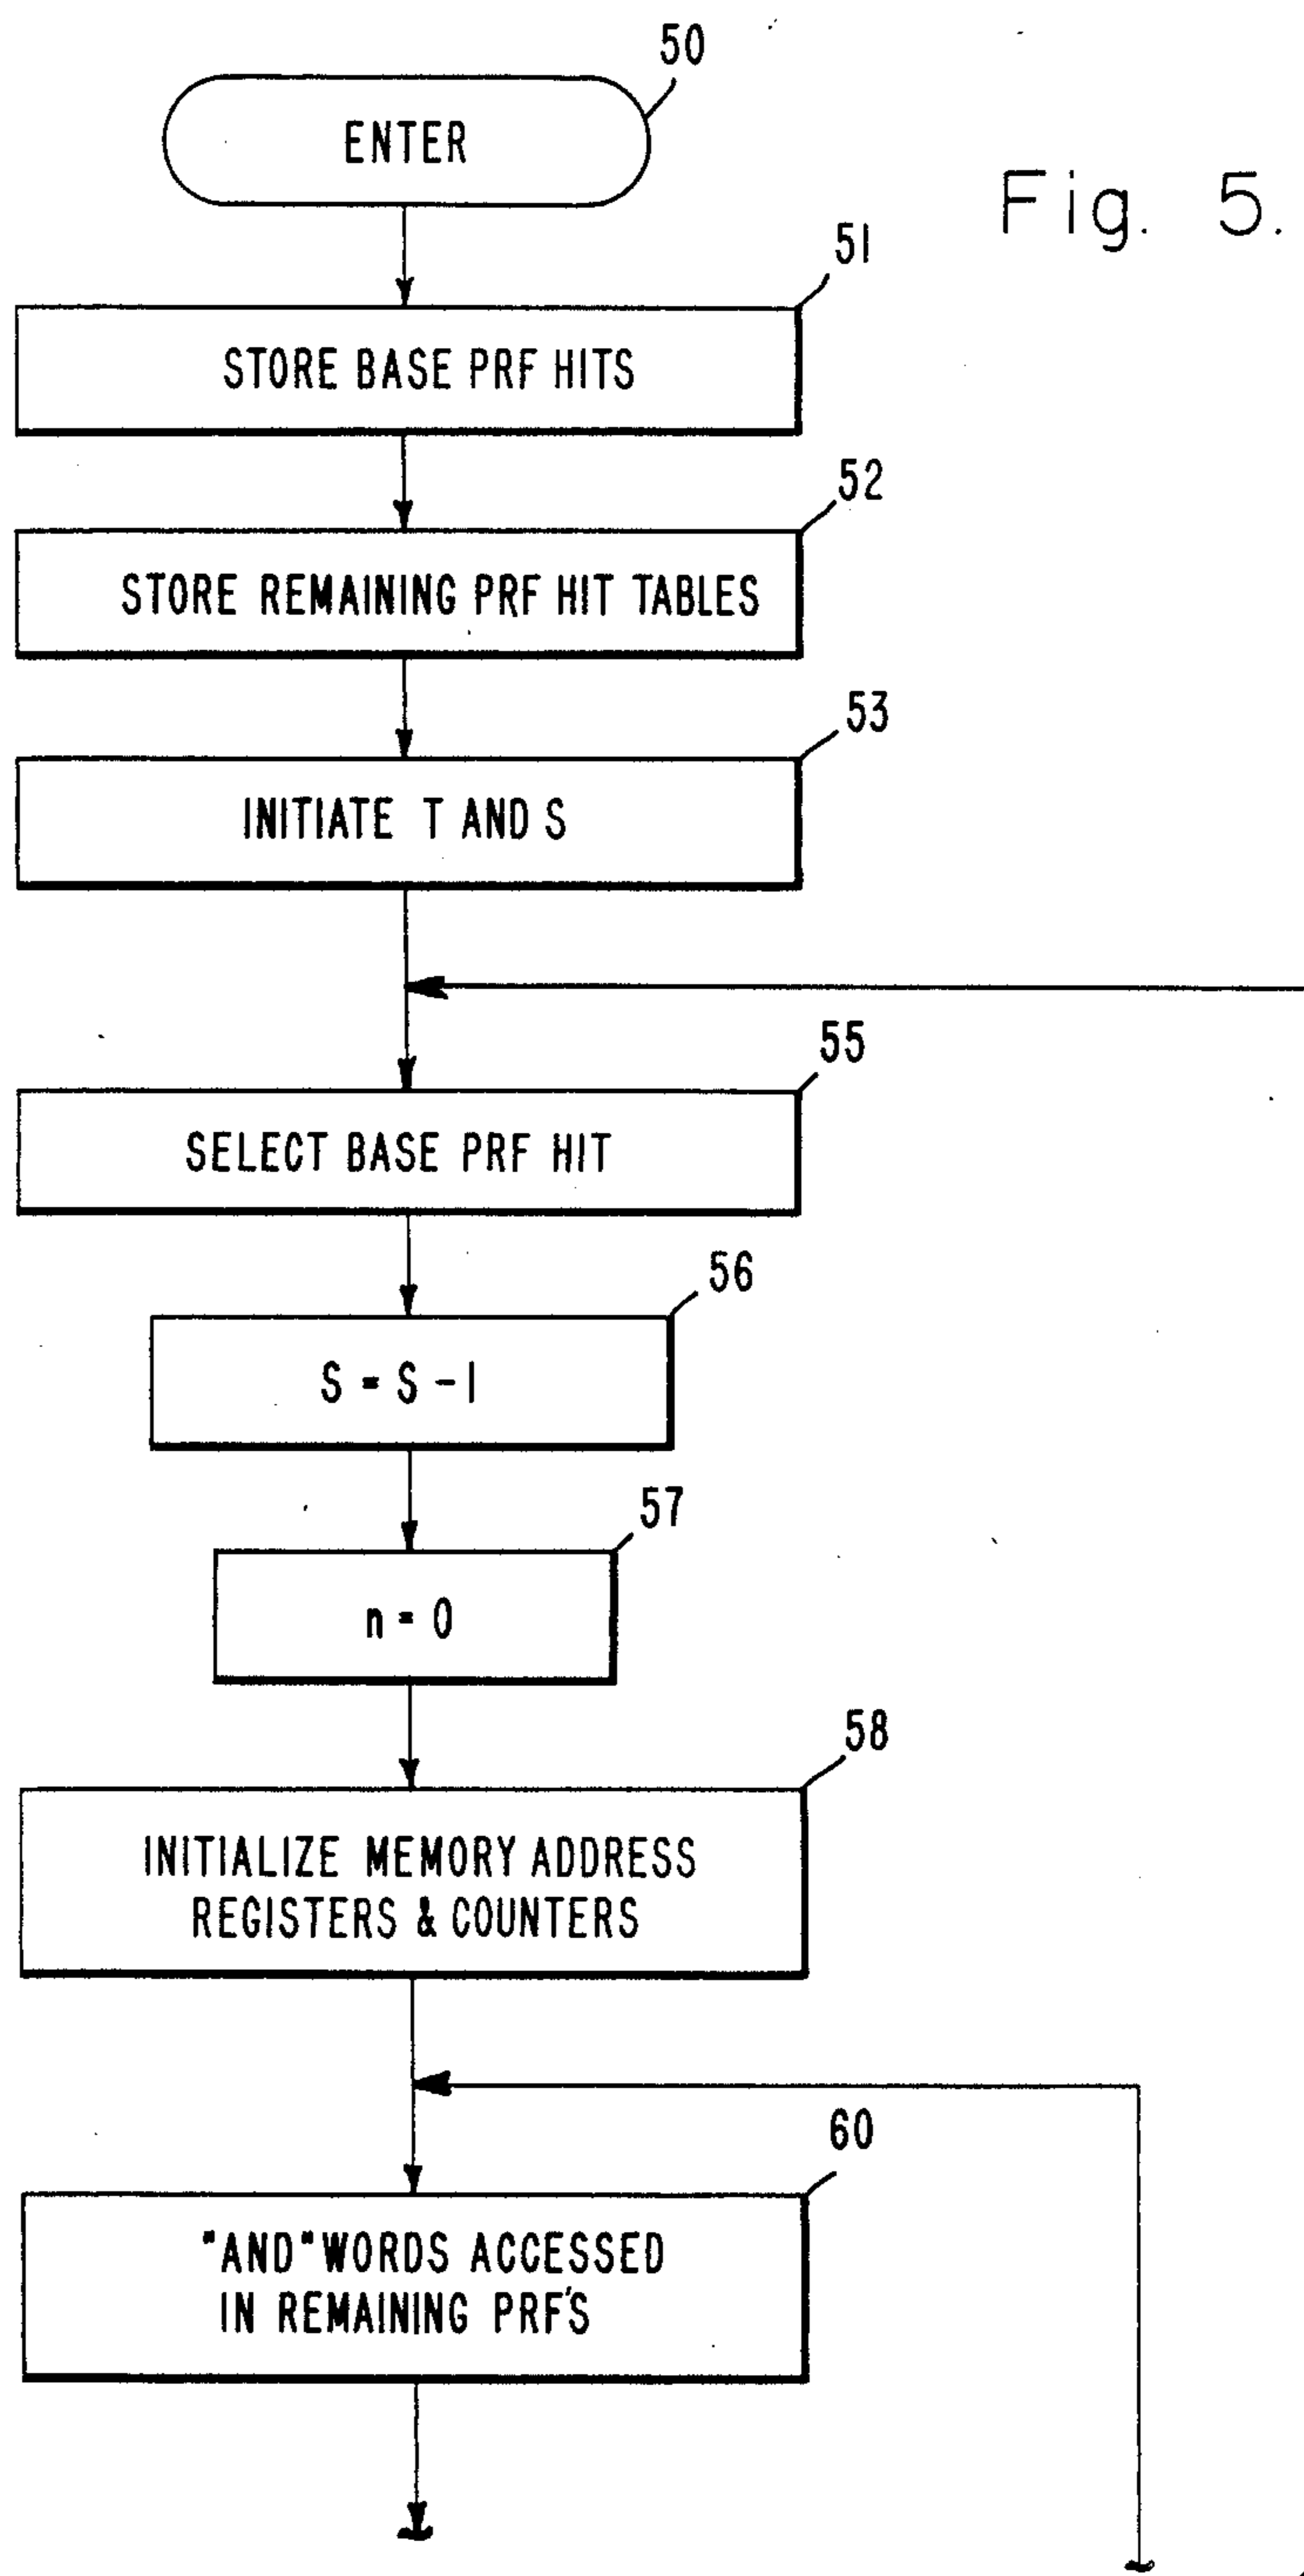 50
ENTER
Fig. 5.
51
STORE BASE PRF HITS
52
STORE REMAINING PRF HIT TABLES
53
INITIATE T AND S
55
SELECT BASE PRF HIT
56
S = S - 1
57
n = 0
58
INITIALIZE MEMORY ADDRESS
REGISTERS & COUNTERS
60
"AND" WORDS ACCESSED
IN REMAINING PRF'S